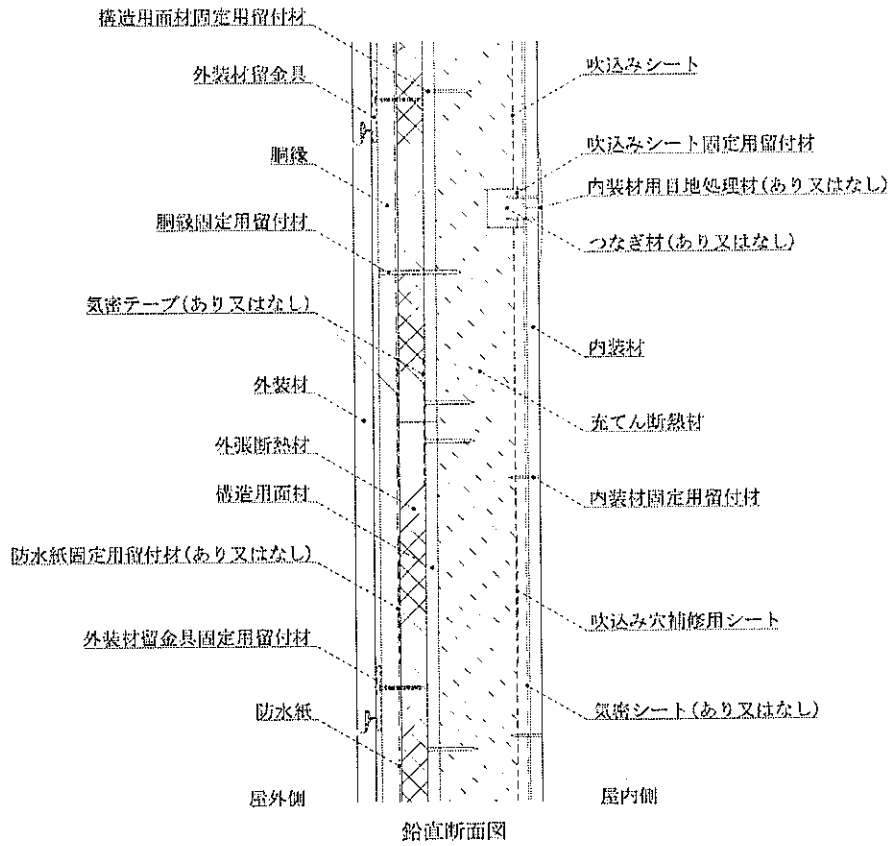 構造用面材固定用留付材
外装材留金具
胴縁
胴縁固定用留付材
気密テープ(あり又はなし)
外装材
外張断熱材
構造用面材
防水紙固定用留付材(あり又はなし)
外装材留金具固定用留付材
防水紙
屋外側
吹込みシート
吹込みシート固定用留付材
内装材用目地処理材(あり又はなし)
つなぎ材(あり又はなし)
内装材
充てん断熱材
内装材固定用留付材
吹込み穴補修用シート
気密シート(あり又はなし)
屋内側
鉛直断面図